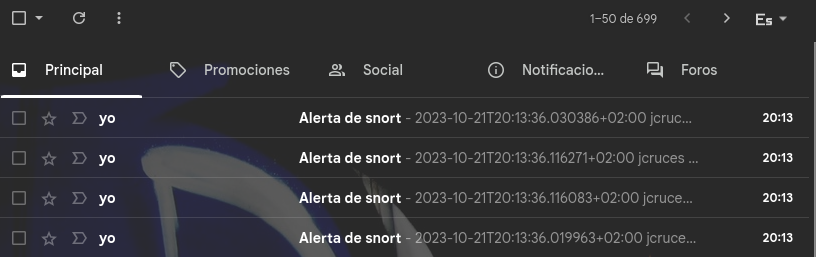 1–50 de 699 Es
Principal Promociones Social Notificacio... Foros
yo Alerta de snort - 2023-10-21T20:13:36.030386+02:00 jcruc... 20:13
yo Alerta de snort - 2023-10-21T20:13:36.116271+02:00 jcruces ... 20:13
yo Alerta de snort - 2023-10-21T20:13:36.116083+02:00 jcruce... 20:13
yo Alerta de snort - 2023-10-21T20:13:36.019963+02:00 jcruce... 20:13